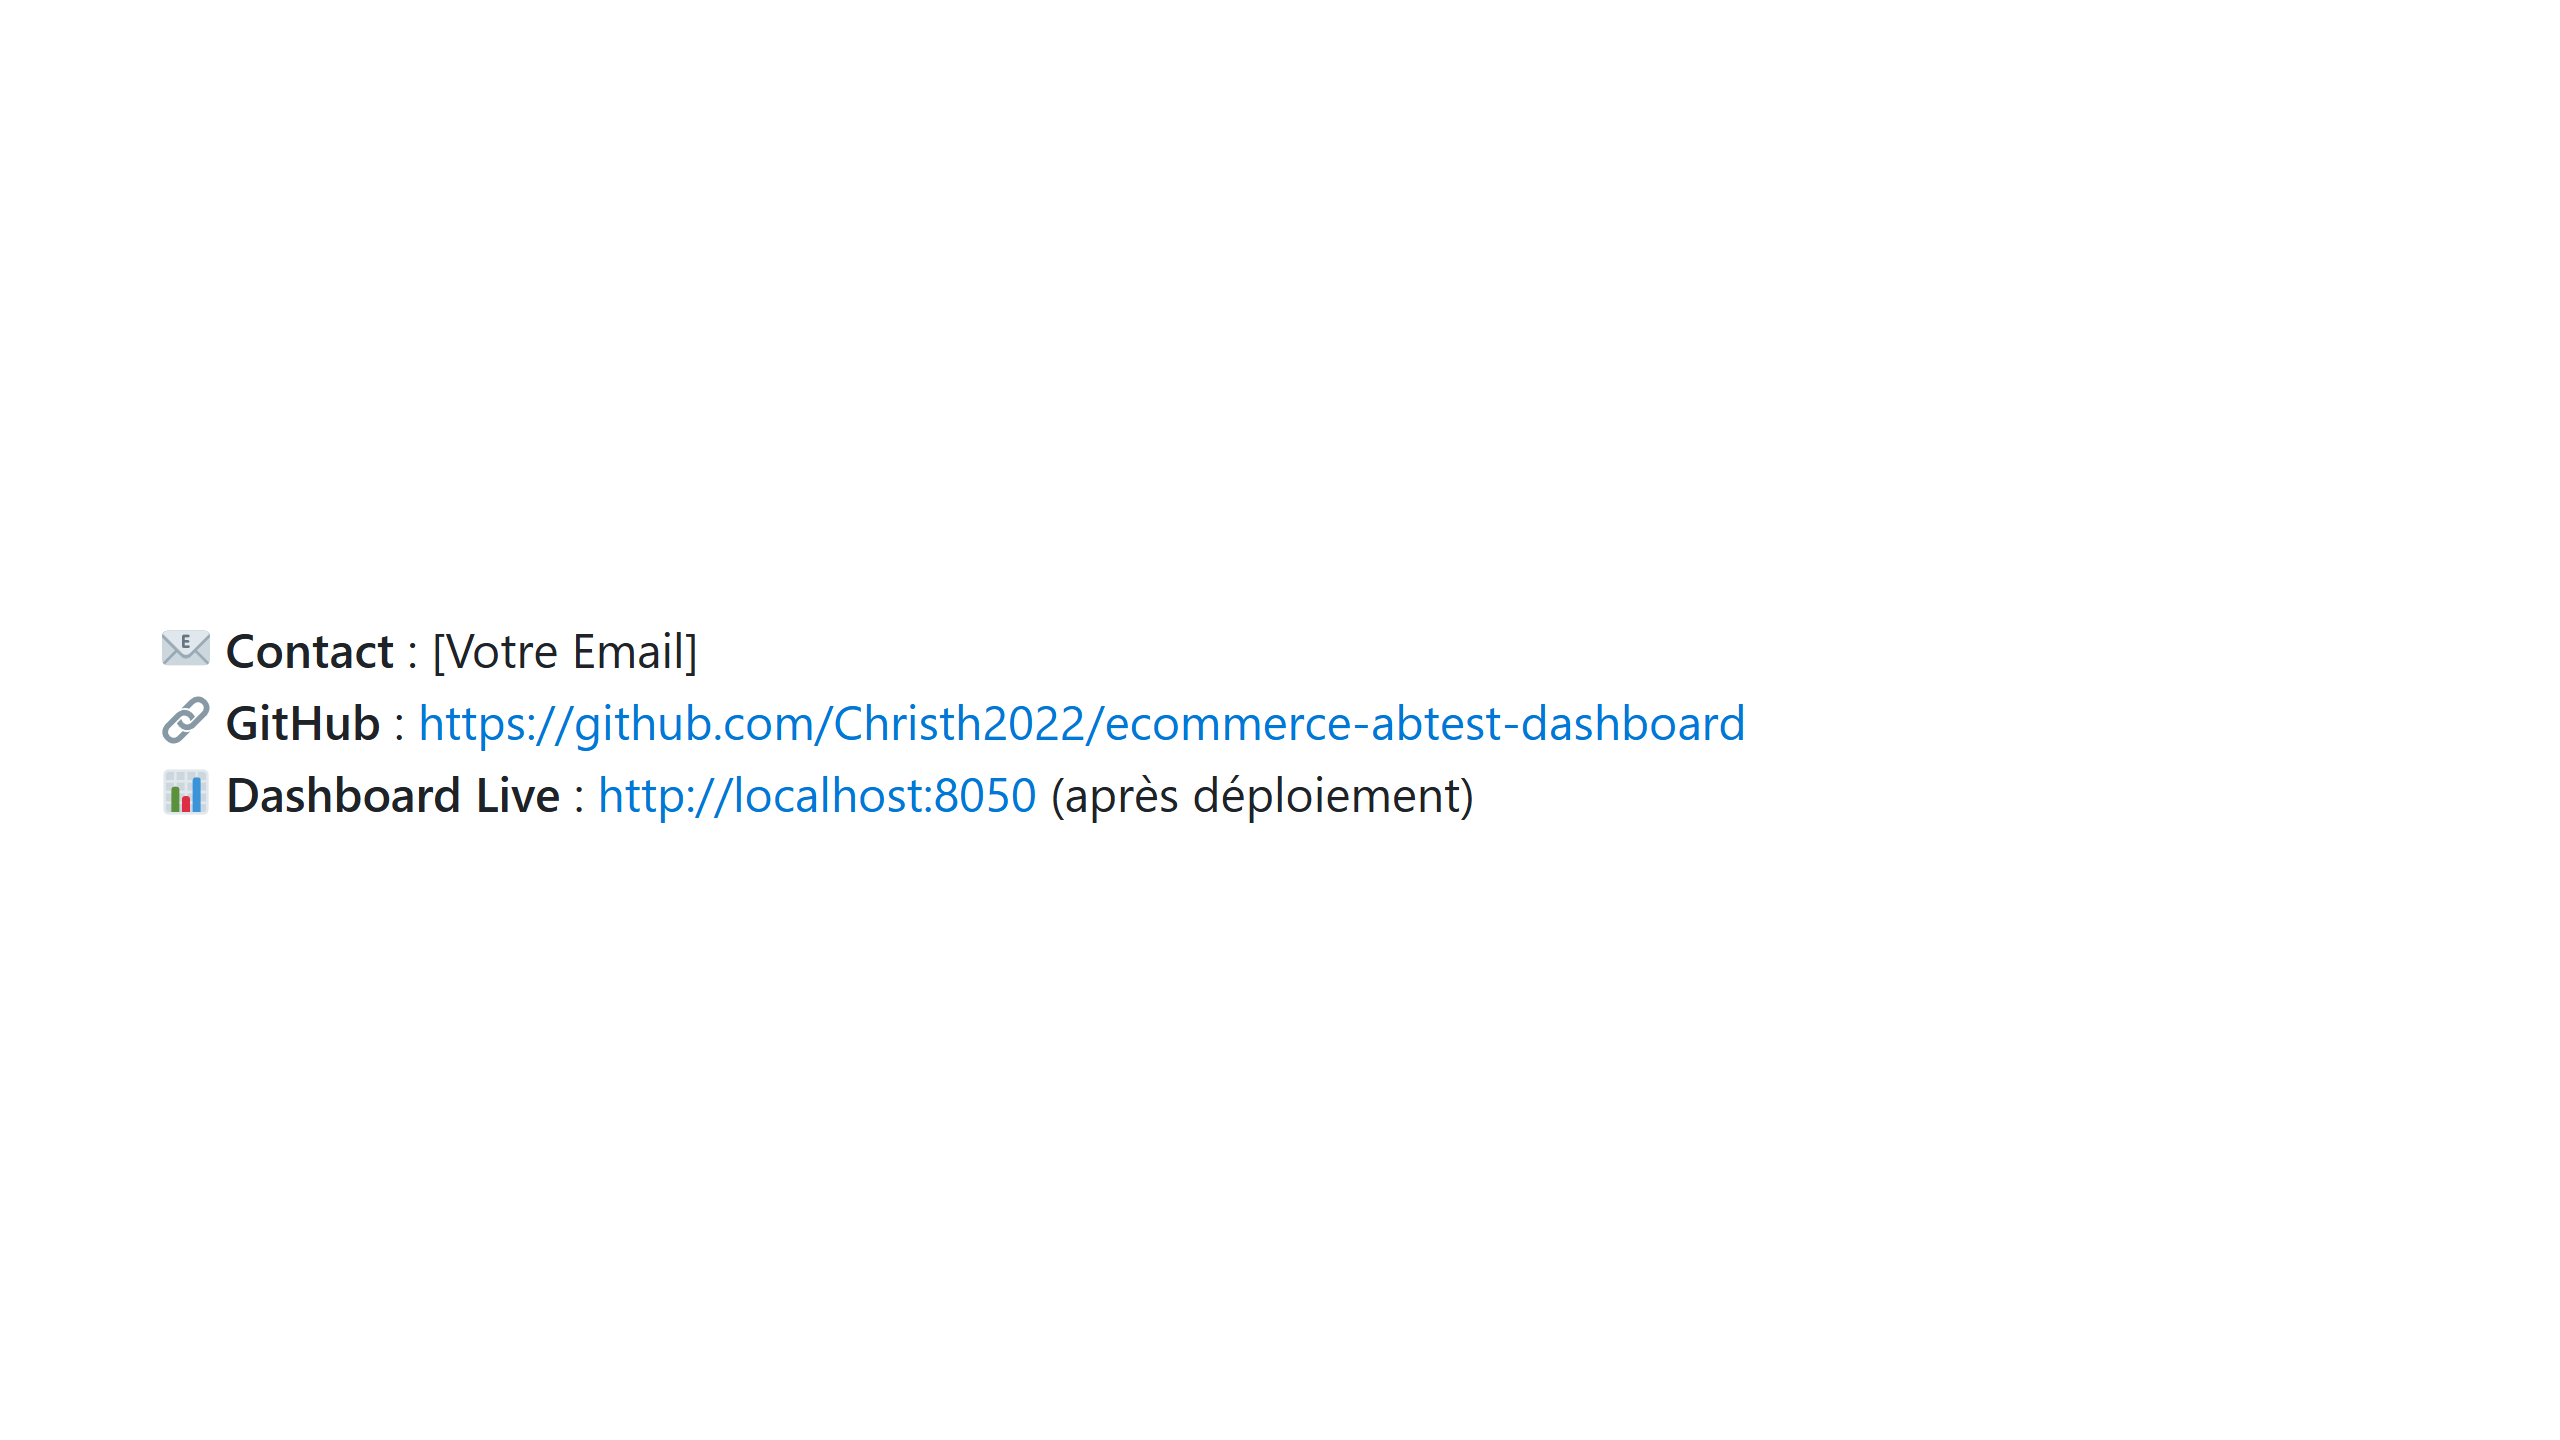 Contact : [Votre Email]
GitHub : https://github.com/Christh2022/ecommerce-abtest-dashboard
Dashboard Live : http://localhost:8050 (après déploiement)